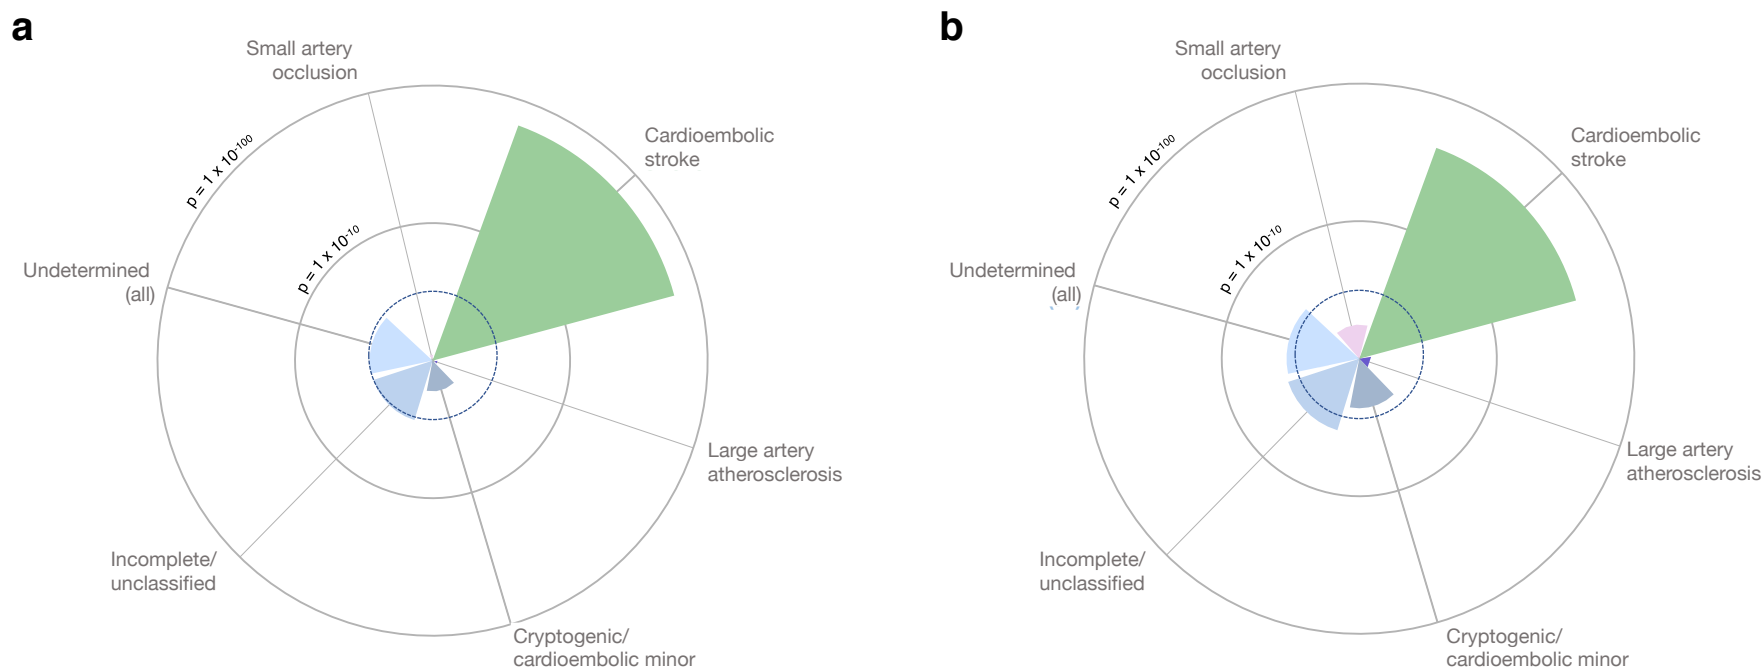 a
Small artery
occlusion
Cardioembolic
stroke
p = 1 x 10-100
p = 1 x 10-10
Undetermined
(all)
Large artery
atherosclerosis
Incomplete/
unclassified
Cryptogenic/
cardioembolic minor
b
Small artery
occlusion
Cardioembolic
stroke
p = 1 x 10-100
p = 1 x 10-10
Undetermined
(all)
Large artery
atherosclerosis
Incomplete/
unclassified
Cryptogenic/
cardioembolic minor